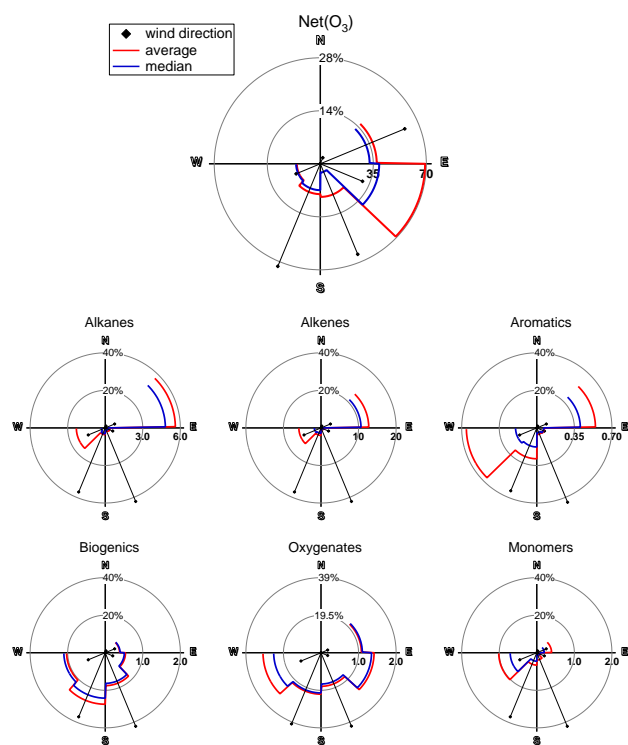 Net(O3)
wind direction
average
median
N
28%
14%
W
E
35
70
S
Alkanes
Alkenes
Aromatics
N
N
N
40%
40%
40%
20%
20%
20%
W
E
W
E
W
E
3.0
6.0
10
20
0.35
0.70
S
S
S
Biogenics
Oxygenates
Monomers
N
N
N
40%
39%
40%
20%
19.5%
20%
W
E
W
E
W
E
1.0
2.0
1.0
2.0
1.0
2.0
S
S
S